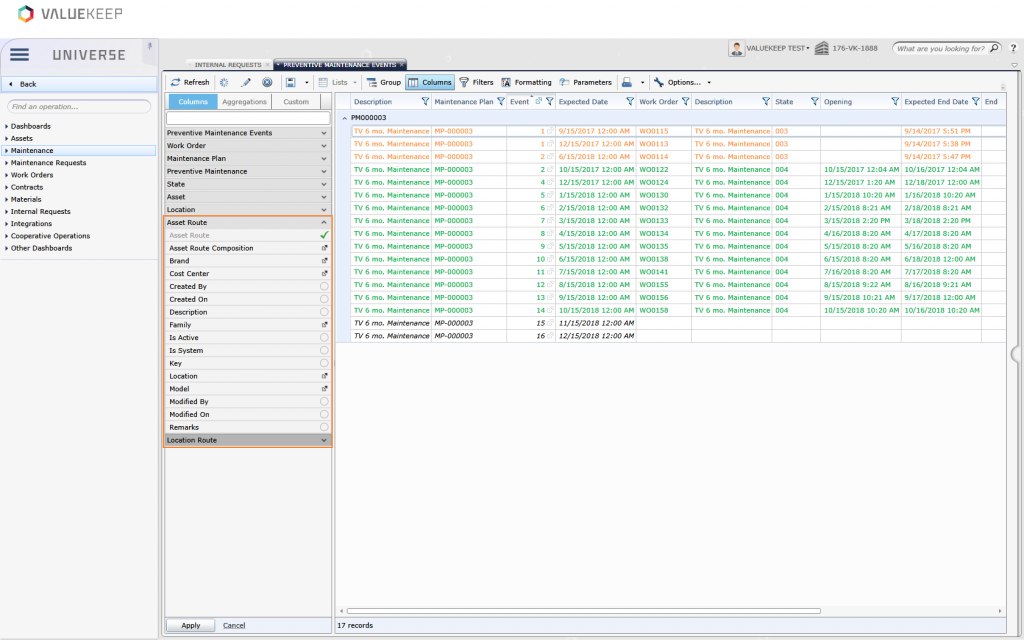 VALUEKEEP
UNIVERSE
VALUEKEEP TEST
176-VK-1888
What are you looking for?
?
INTERNAL REQUESTS
PREVENTIVE MAINTENANCE EVENTS
Back
Find an operation...
Dashboards
Assets
Maintenance
Maintenance Requests
Work Orders
Contracts
Materials
Internal Requests
Integrations
Cooperative Operations
Other Dashboards
Refresh Lists Group Columns Filters Formatting Parameters Options...
Columns Aggregations Custom
Preventive Maintenance Events
Work Order
Maintenance Plan
Preventive Maintenance
State
Asset
Location
Asset Route
Asset Route
Asset Route Composition
Brand
Cost Center
Created By
Created On
Description
Family
Is Active
Is System
Key
Location
Model
Modified By
Modified On
Remarks
Location Route
Apply Cancel
Description Maintenance Plan Event Expected Date Work Order Description State Opening Expected End Date End
PM000003
TV 6 mo. Maintenance MP-000003 1 9/15/2017 12:00 AM WO0115 TV 6 mo. Maintenance 003 9/14/2017 5:51 PM
TV 6 mo. Maintenance MP-000003 1 12/15/2017 12:00 AM WO0113 TV 6 mo. Maintenance 003 9/14/2017 5:38 PM
TV 6 mo. Maintenance MP-000003 2 6/15/2018 12:00 AM WO0114 TV 6 mo. Maintenance 003 9/14/2017 5:47 PM
TV 6 mo. Maintenance MP-000003 2 10/15/2017 12:00 AM WO0122 TV 6 mo. Maintenance 004 10/15/2017 12:04 AM 10/16/2017 12:04 AM
TV 6 mo. Maintenance MP-000003 4 12/15/2017 12:00 AM WO0124 TV 6 mo. Maintenance 004 12/15/2017 1:20 AM 12/18/2017 12:00 AM
TV 6 mo. Maintenance MP-000003 5 1/15/2018 12:00 AM WO0130 TV 6 mo. Maintenance 004 1/15/2018 10:20 AM 1/16/2018 10:20 AM
TV 6 mo. Maintenance MP-000003 6 2/15/2018 12:00 AM WO0132 TV 6 mo. Maintenance 004 2/15/2018 8:21 AM 2/18/2018 8:21 AM
TV 6 mo. Maintenance MP-000003 7 3/15/2018 12:00 AM WO0133 TV 6 mo. Maintenance 004 3/15/2018 2:20 PM 3/18/2018 2:20 PM
TV 6 mo. Maintenance MP-000003 8 4/15/2018 12:00 AM WO0134 TV 6 mo. Maintenance 004 4/16/2018 8:20 AM 4/17/2018 8:20 AM
TV 6 mo. Maintenance MP-000003 9 5/15/2018 12:00 AM WO0135 TV 6 mo. Maintenance 004 5/15/2018 8:20 AM 5/16/2018 8:20 AM
TV 6 mo. Maintenance MP-000003 10 6/15/2018 12:00 AM WO0138 TV 6 mo. Maintenance 004 6/15/2018 8:20 AM 6/18/2018 12:00 AM
TV 6 mo. Maintenance MP-000003 11 7/15/2018 12:00 AM WO0141 TV 6 mo. Maintenance 004 7/16/2018 8:20 AM 7/17/2018 8:20 AM
TV 6 mo. Maintenance MP-000003 12 8/15/2018 12:00 AM WO0155 TV 6 mo. Maintenance 004 8/15/2018 9:22 AM 8/16/2018 9:21 AM
TV 6 mo. Maintenance MP-000003 13 9/15/2018 12:00 AM WO0156 TV 6 mo. Maintenance 004 9/15/2018 10:21 AM 9/17/2018 12:00 AM
TV 6 mo. Maintenance MP-000003 14 10/15/2018 12:00 AM WO0158 TV 6 mo. Maintenance 004 10/15/2018 10:20 AM 10/16/2018 10:20 AM
TV 6 mo. Maintenance MP-000003 15 11/15/2018 12:00 AM
TV 6 mo. Maintenance MP-000003 16 12/15/2018 12:00 AM
17 records